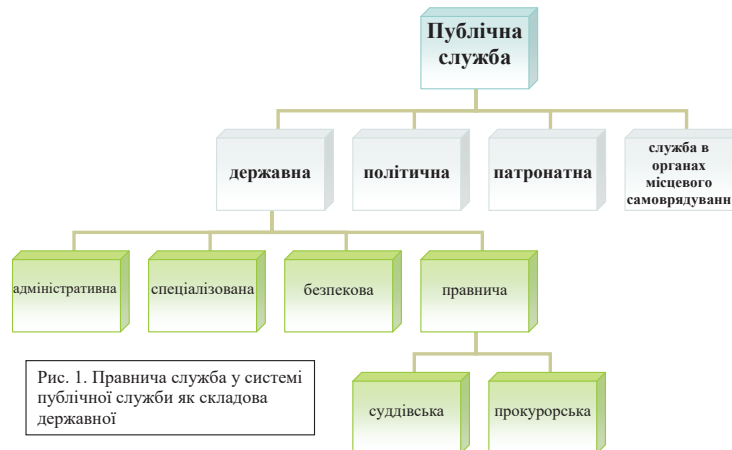 Публічна
служба
державна
політична
патронатна
служба в
органах
місцевого
самоврядуванн
адміністративна
спеціалізована
безпекова
правнича
Рис. 1. Правнича служба у системі
публічної служби як складова
державної
суддівська
прокурорська